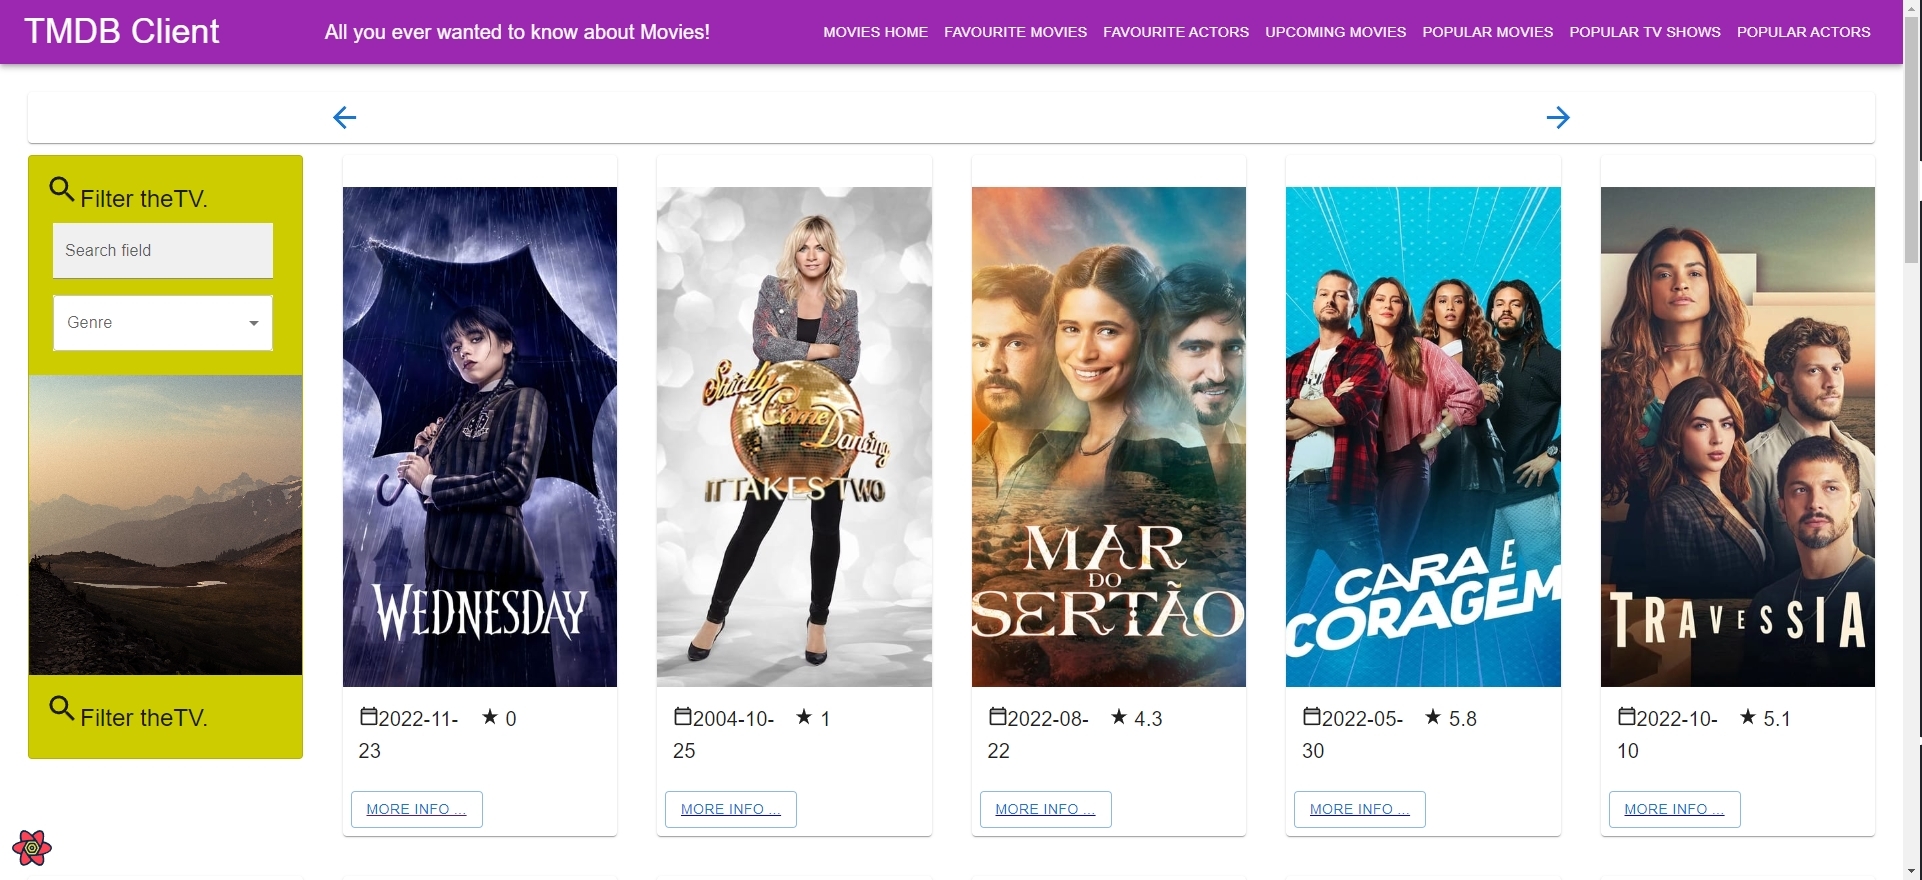 TMDB Client
All you ever wanted to know about Movies!
MOVIES HOME
FAVOURITE MOVIES
FAVOURITE ACTORS
UPCOMING MOVIES
POPULAR MOVIES
POPULAR TV SHOWS
POPULAR ACTORS
Filter theTV.
Search field
Genre
Filter theTV.
WEDNESDAY
2022-11-
23
0
MORE INFO ...
Strictly
Come
Dancing
IT TAKES TWO
2004-10-
25
1
MORE INFO ...
MAR
DO
SERTÃO
2022-08-
22
4.3
MORE INFO ...
CARA E
CORAGEM
2022-05-
30
5.8
MORE INFO ...
TRAVESSIA
2022-10-
10
5.1
MORE INFO ...